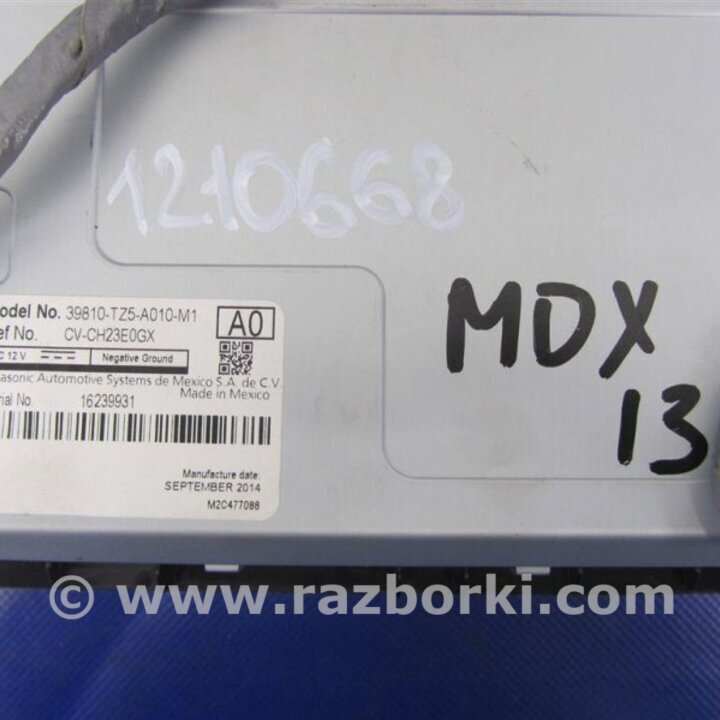 1210668
MDX
13
odel No. 39810-TZ5-A010-M1
A0
ef No. CV-CH23E0GX
C 12 V
Negative Ground
asonic Automotive Systems de Mexico S.A. de C.V
Made in Mexico
rial No. 16239931
Manufacture date:
SEPTEMBER 2014
M2C477088
© www.razborki.com